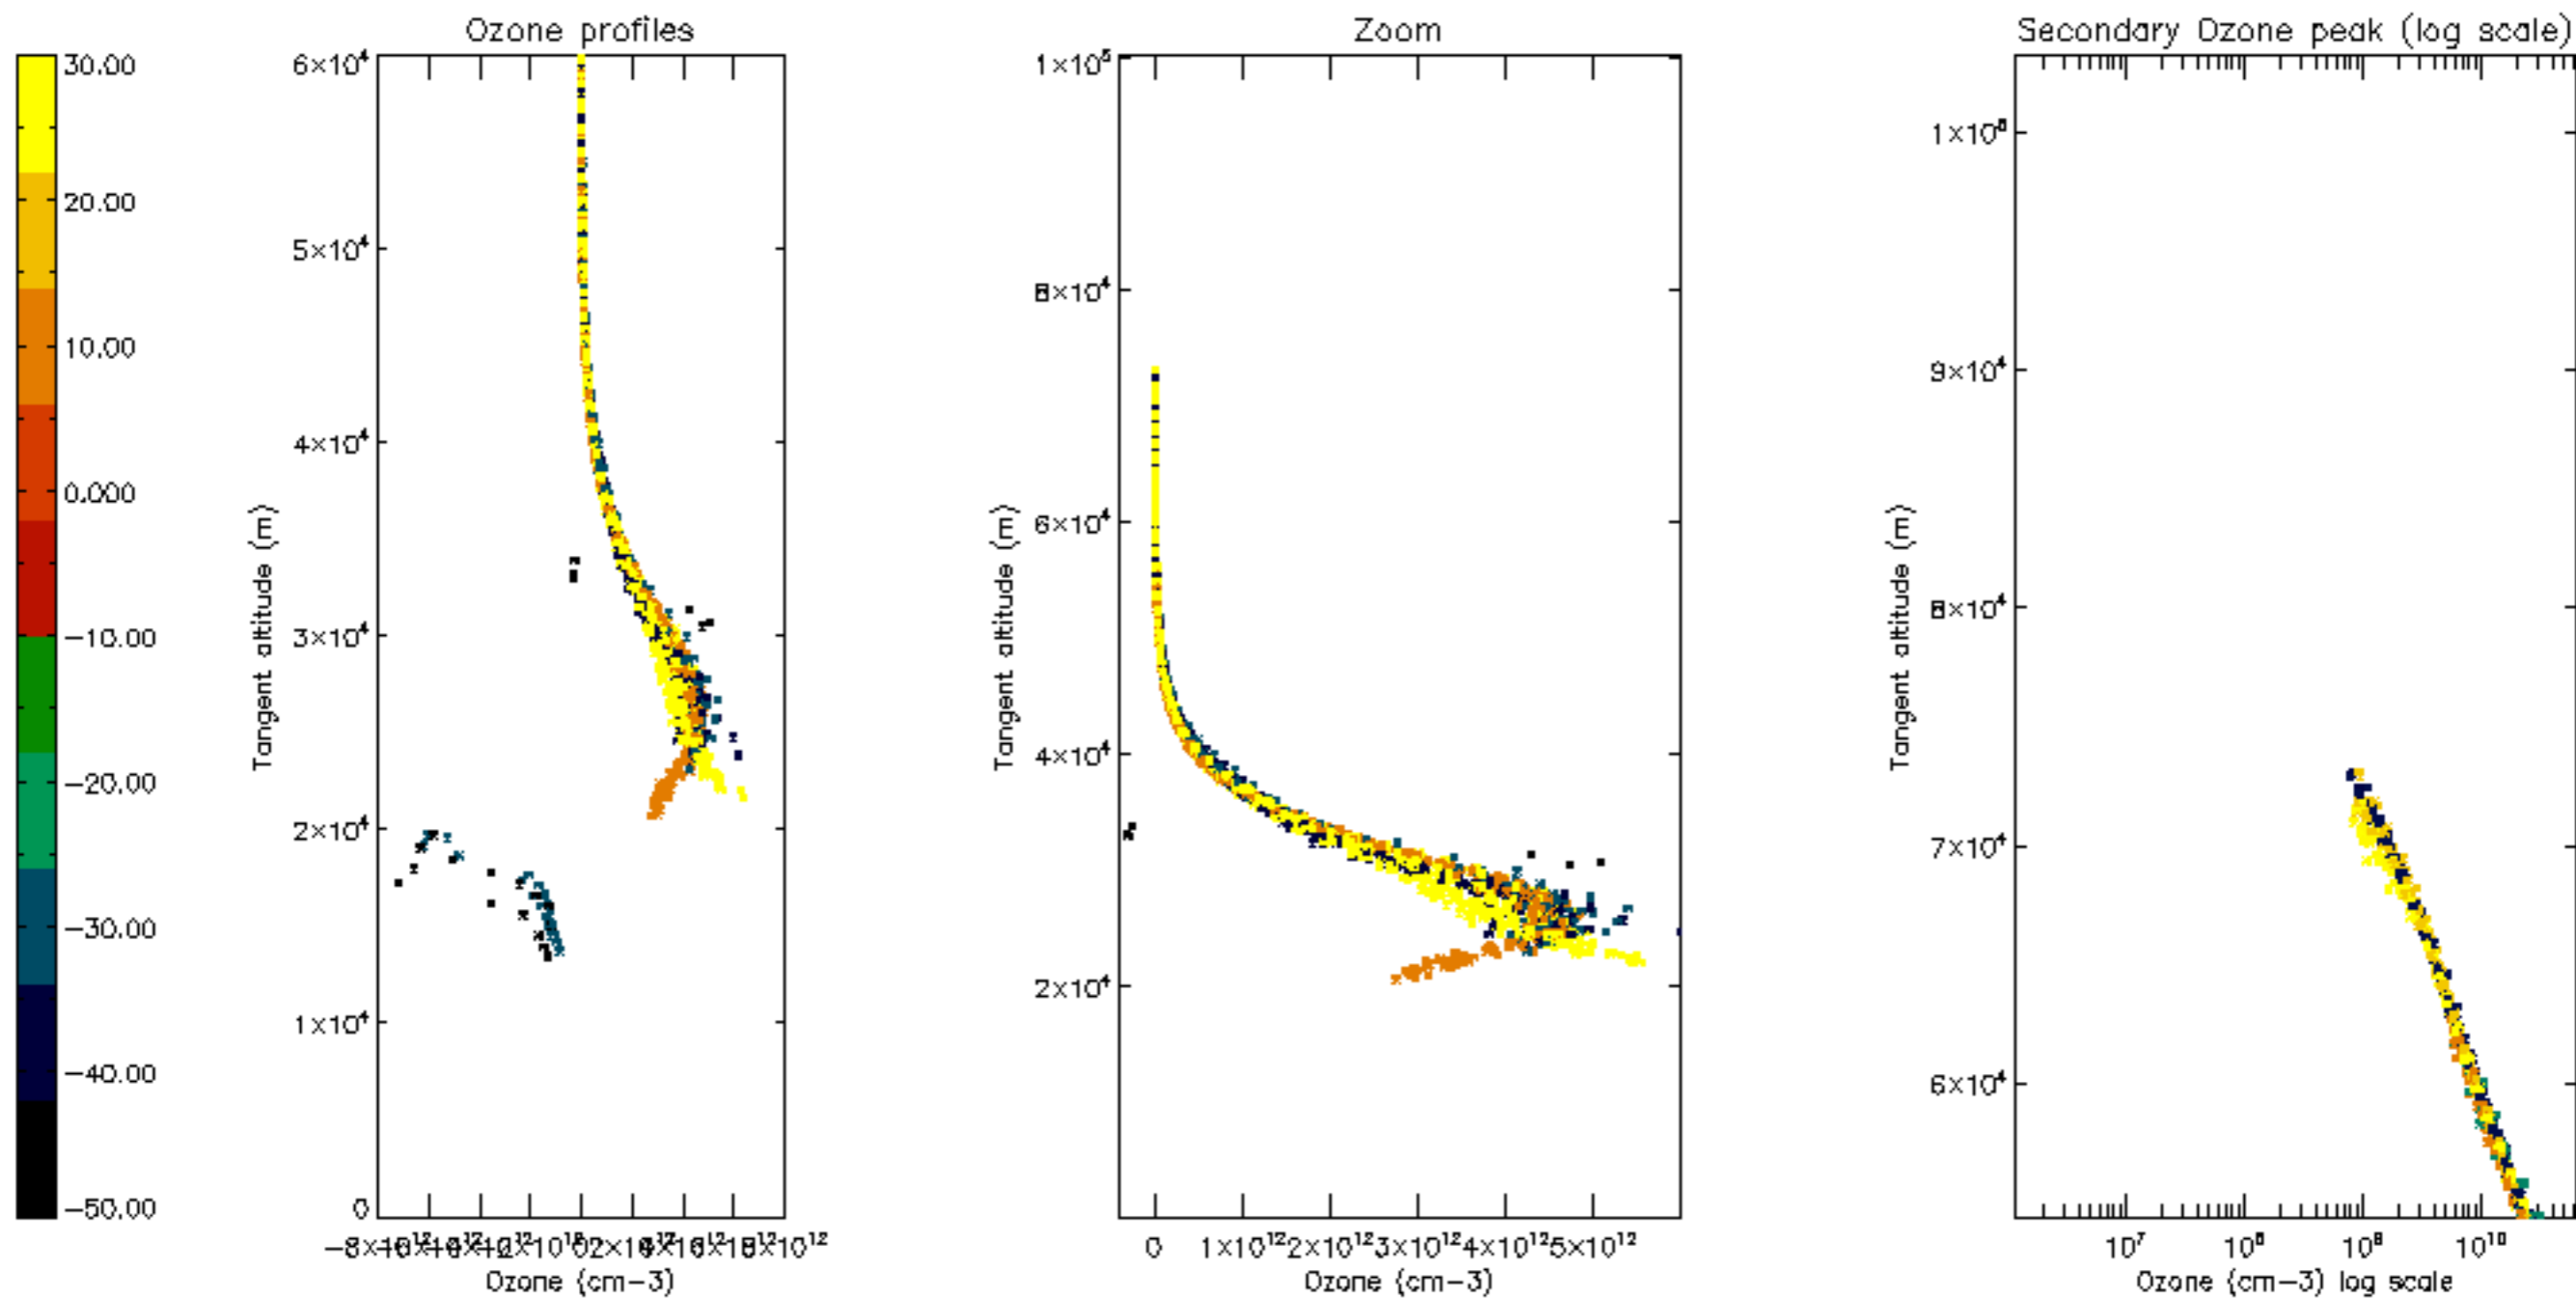 Ozone profiles
Zoom
Secondary Ozone peak (log scale)
30.00
20.00
10.00
0.000
−10.00
−20.00
−30.00
−40.00
−50.00
6×10⁴
5×10⁴
4×10⁴
3×10⁴
2×10⁴
1×10⁴
0
Tangent altitude (m)
Ozone (cm−3)
1×10⁵
8×10⁴
6×10⁴
4×10⁴
2×10⁴
Tangent altitude (m)
0 1×10¹² 2×10¹² 3×10¹² 4×10¹² 5×10¹²
Ozone (cm−3)
9×10⁴
8×10⁴
7×10⁴
6×10⁴
Tangent altitude (m)
10⁷ 10⁸ 10⁹ 10¹⁰
Ozone (cm−3) log scale